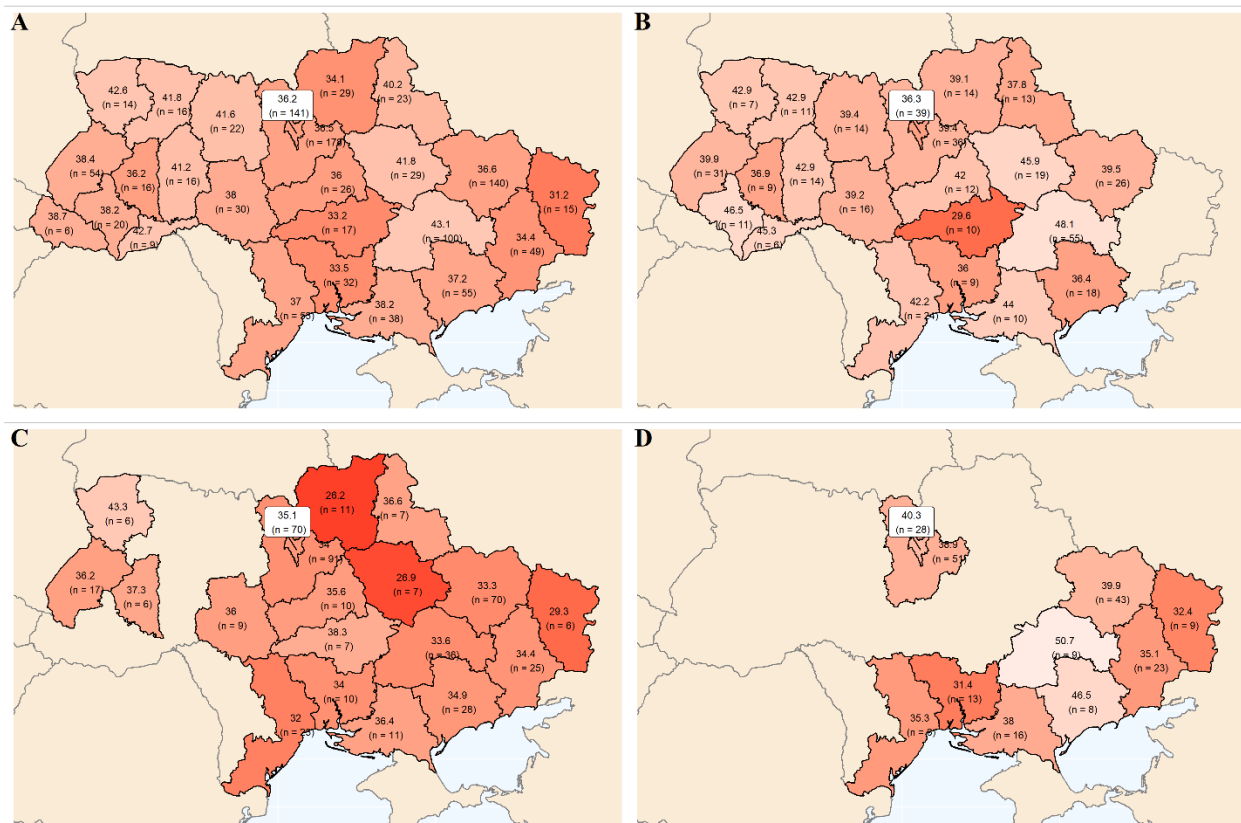 A
34.1
(n = 29)
40.2
(n = 23)
42.6
(n = 14)
41.8
(n = 16)
36.2
(n = 141)
41.6
(n = 22)
38.4
(n = 54)
36.2
(n = 16)
41.2
(n = 16)
41.8
(n = 29)
36.6
(n = 140)
36
(n = 26)
31.2
(n = 15)
38.2
(n = 20)
38
(n = 30)
38.7
(n = 6)
42.7
(n = 9)
33.2
(n = 17)
43.1
(n = 100)
34.4
(n = 49)
33.5
(n = 32)
37.2
(n = 55)
37
38.2
(n = 38)
B
39.1
(n = 14)
37.8
(n = 13)
42.9
(n = 7)
42.9
(n = 11)
36.3
(n = 39)
39.4
(n = 14)
39.4
(n = 36)
39.9
(n = 31)
36.9
(n = 9)
42.9
(n = 14)
45.9
(n = 19)
39.5
(n = 26)
42
(n = 12)
39.2
(n = 16)
46.5
(n = 11)
45.3
(n = 6)
29.6
(n = 10)
48.1
(n = 55)
36
(n = 9)
36.4
(n = 18)
42.2
(n = 24)
44
(n = 10)
C
26.2
(n = 11)
36.6
(n = 7)
43.3
(n = 6)
35.1
(n = 70)
34
(n = 91)
36.2
(n = 17)
37.3
(n = 6)
26.9
(n = 7)
33.3
(n = 70)
35.6
(n = 10)
36
(n = 9)
29.3
(n = 6)
38.3
(n = 7)
33.6
(n = 36)
34.4
(n = 25)
34
(n = 10)
34.9
(n = 28)
32
36.4
(n = 11)
D
40.3
(n = 28)
38.9
(n = 51)
39.9
(n = 43)
32.4
(n = 9)
50.7
(n = 9)
35.1
(n = 23)
31.4
(n = 13)
46.5
(n = 8)
35.3
38
(n = 16)